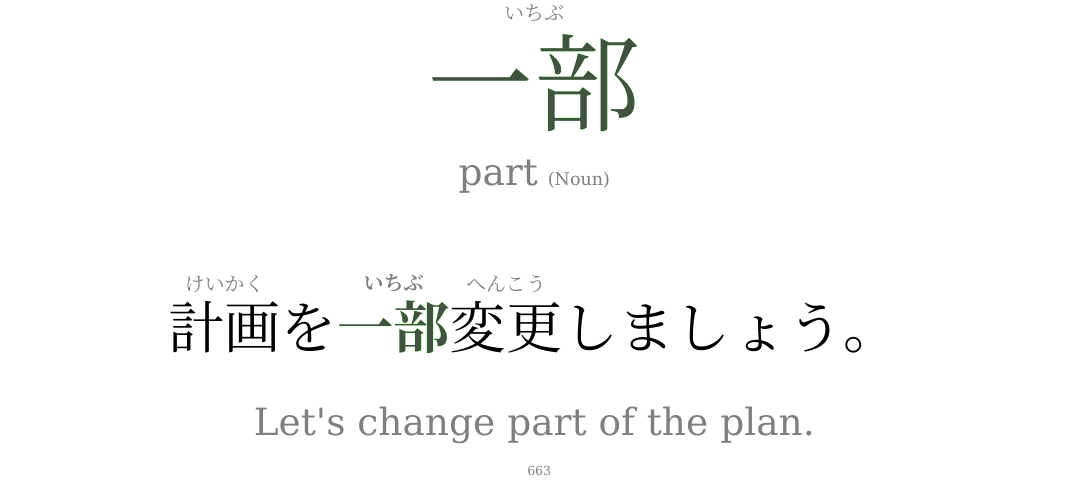 いちぶ
一部
part (Noun)
けいかく いちぶ へんこう
計画を一部変更しましょう。
Let's change part of the plan.
663